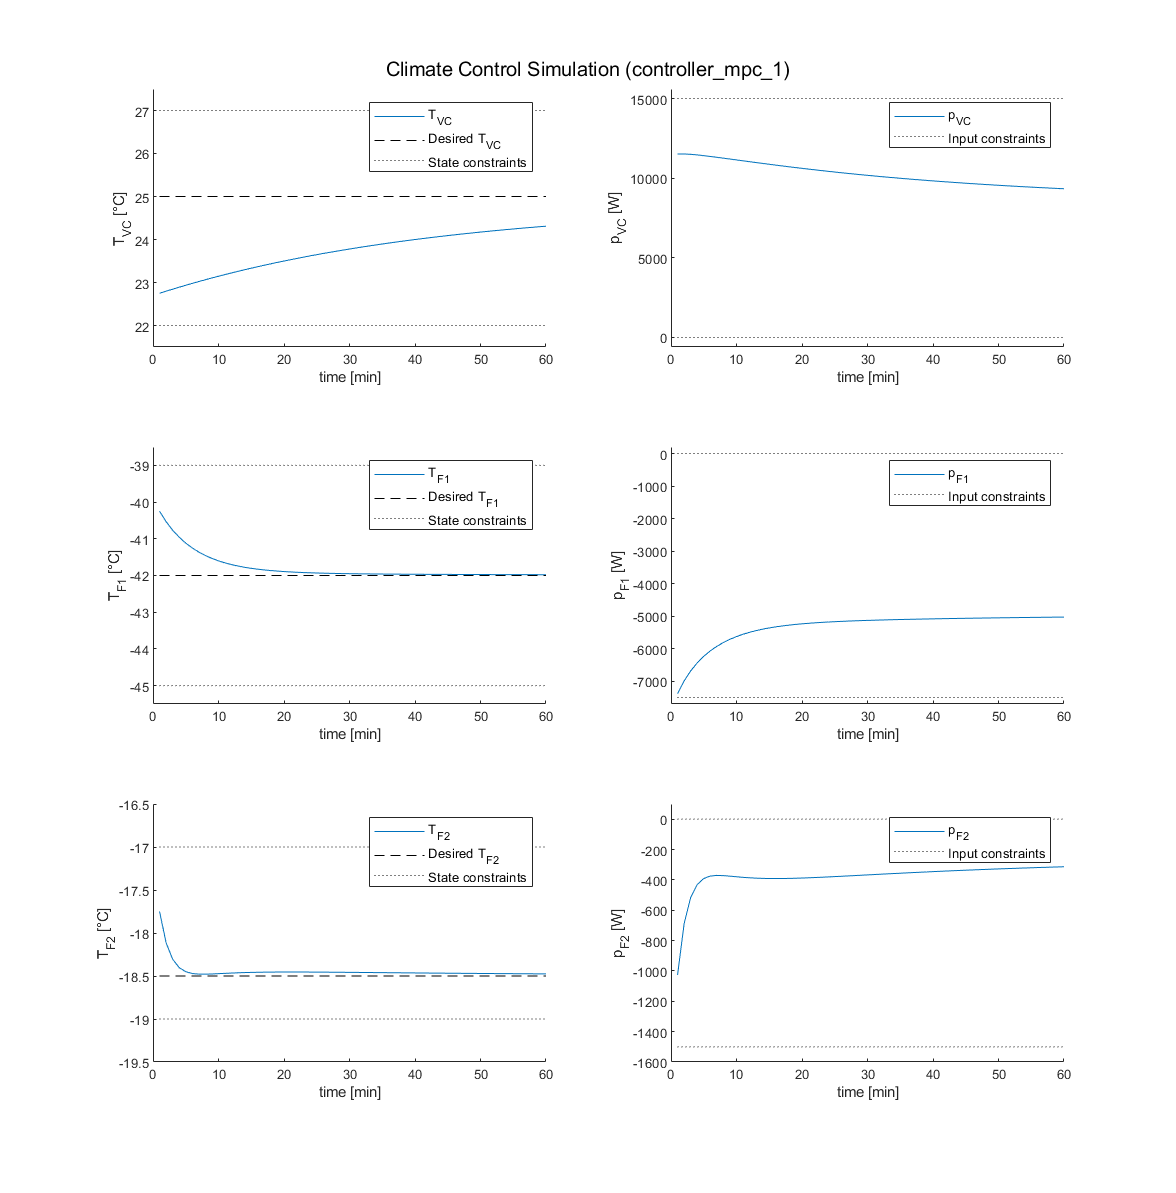 Climate Control Simulation (controller_mpc_1)
T_VC [°C]
27
26
25
24
23
22
0 10 20 30 40 50 60
time [min]
T_VC
Desired T_VC
State constraints
p_VC [W]
15000
10000
5000
0
0 10 20 30 40 50 60
time [min]
p_VC
Input constraints
T_F1 [°C]
-39
-40
-41
-42
-43
-44
-45
0 10 20 30 40 50 60
time [min]
T_F1
Desired T_F1
State constraints
p_F1 [W]
0
-1000
-2000
-3000
-4000
-5000
-6000
-7000
0 10 20 30 40 50 60
time [min]
p_F1
Input constraints
T_F2 [°C]
-16.5
-17
-17.5
-18
-18.5
-19
-19.5
0 10 20 30 40 50 60
time [min]
T_F2
Desired T_F2
State constraints
p_F2 [W]
0
-200
-400
-600
-800
-1000
-1200
-1400
-1600
0 10 20 30 40 50 60
time [min]
p_F2
Input constraints